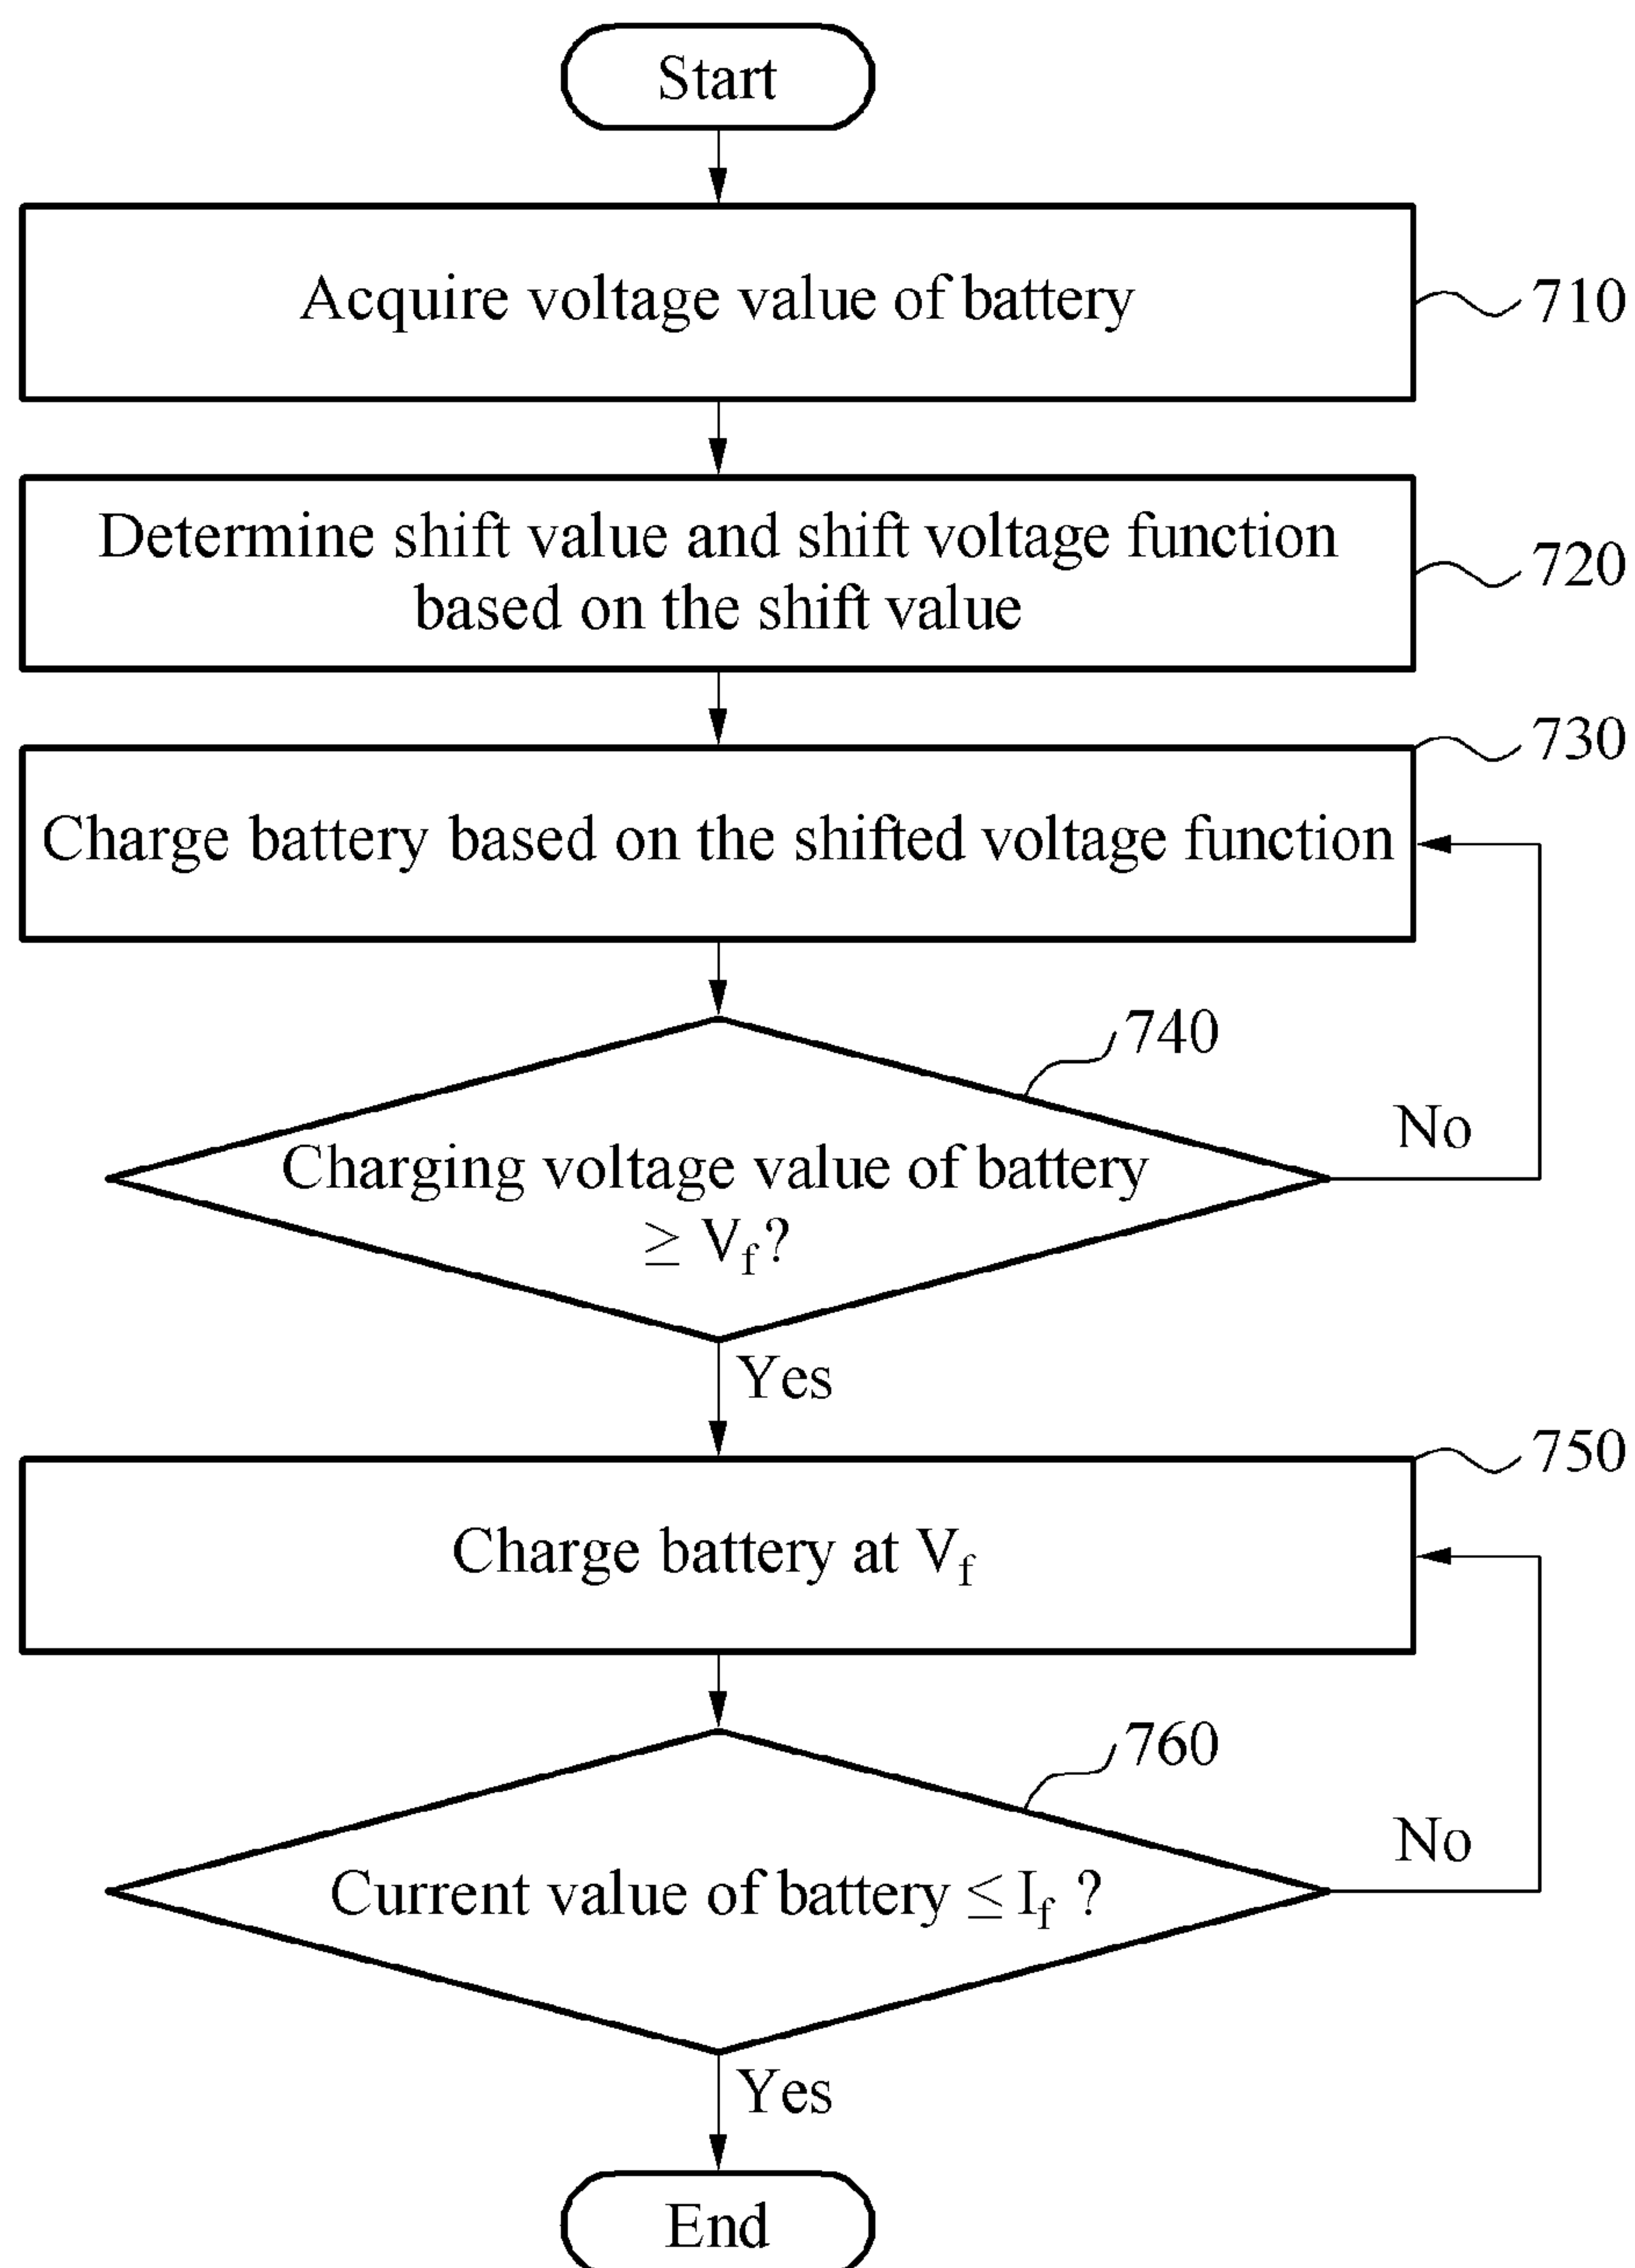 Start
Acquire voltage value of battery
710
Determine shift value and shift voltage function
based on the shift value
720
730
Charge battery based on the shifted voltage function
740
No
Charging voltage value of battery
≥ Vf?
Yes
750
Charge battery at Vf
760
No
Current value of battery ≤ If ?
Yes
End